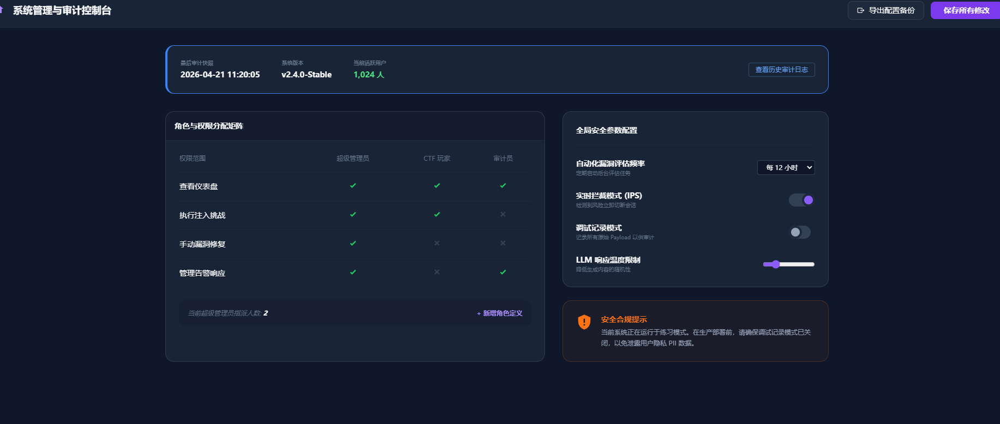 系统管理与审计控制台
导出配置备份
保存所有修改
最后审计快照
2026-04-21 11:20:05
系统版本
v2.4.0-Stable
当前活跃用户
1,024 人
查看历史审计日志
角色与权限分配矩阵
权限范围 超级管理员 CTF 玩家 审计员
查看仪表盘 ✓ ✓ ✓
执行注入挑战 ✓ ✓ ×
手动漏洞修复 ✓ × ×
管理告警响应 ✓ × ✓
当前超级管理员指派人数: 2
+ 新增角色定义
全局安全参数配置
自动化漏洞评估频率
定期启动后台评估任务
每 12 小时
实时拦截模式 (IPS)
检测到风险立即切断会话
调试记录模式
记录所有原始 Payload 以供审计
LLM 响应温度限制
降低生成内容的随机性
安全合规提示
当前系统正在运行于练习模式。在生产部署前，请确保调试记录模式已关
闭，以免泄露用户隐私 PII 数据。